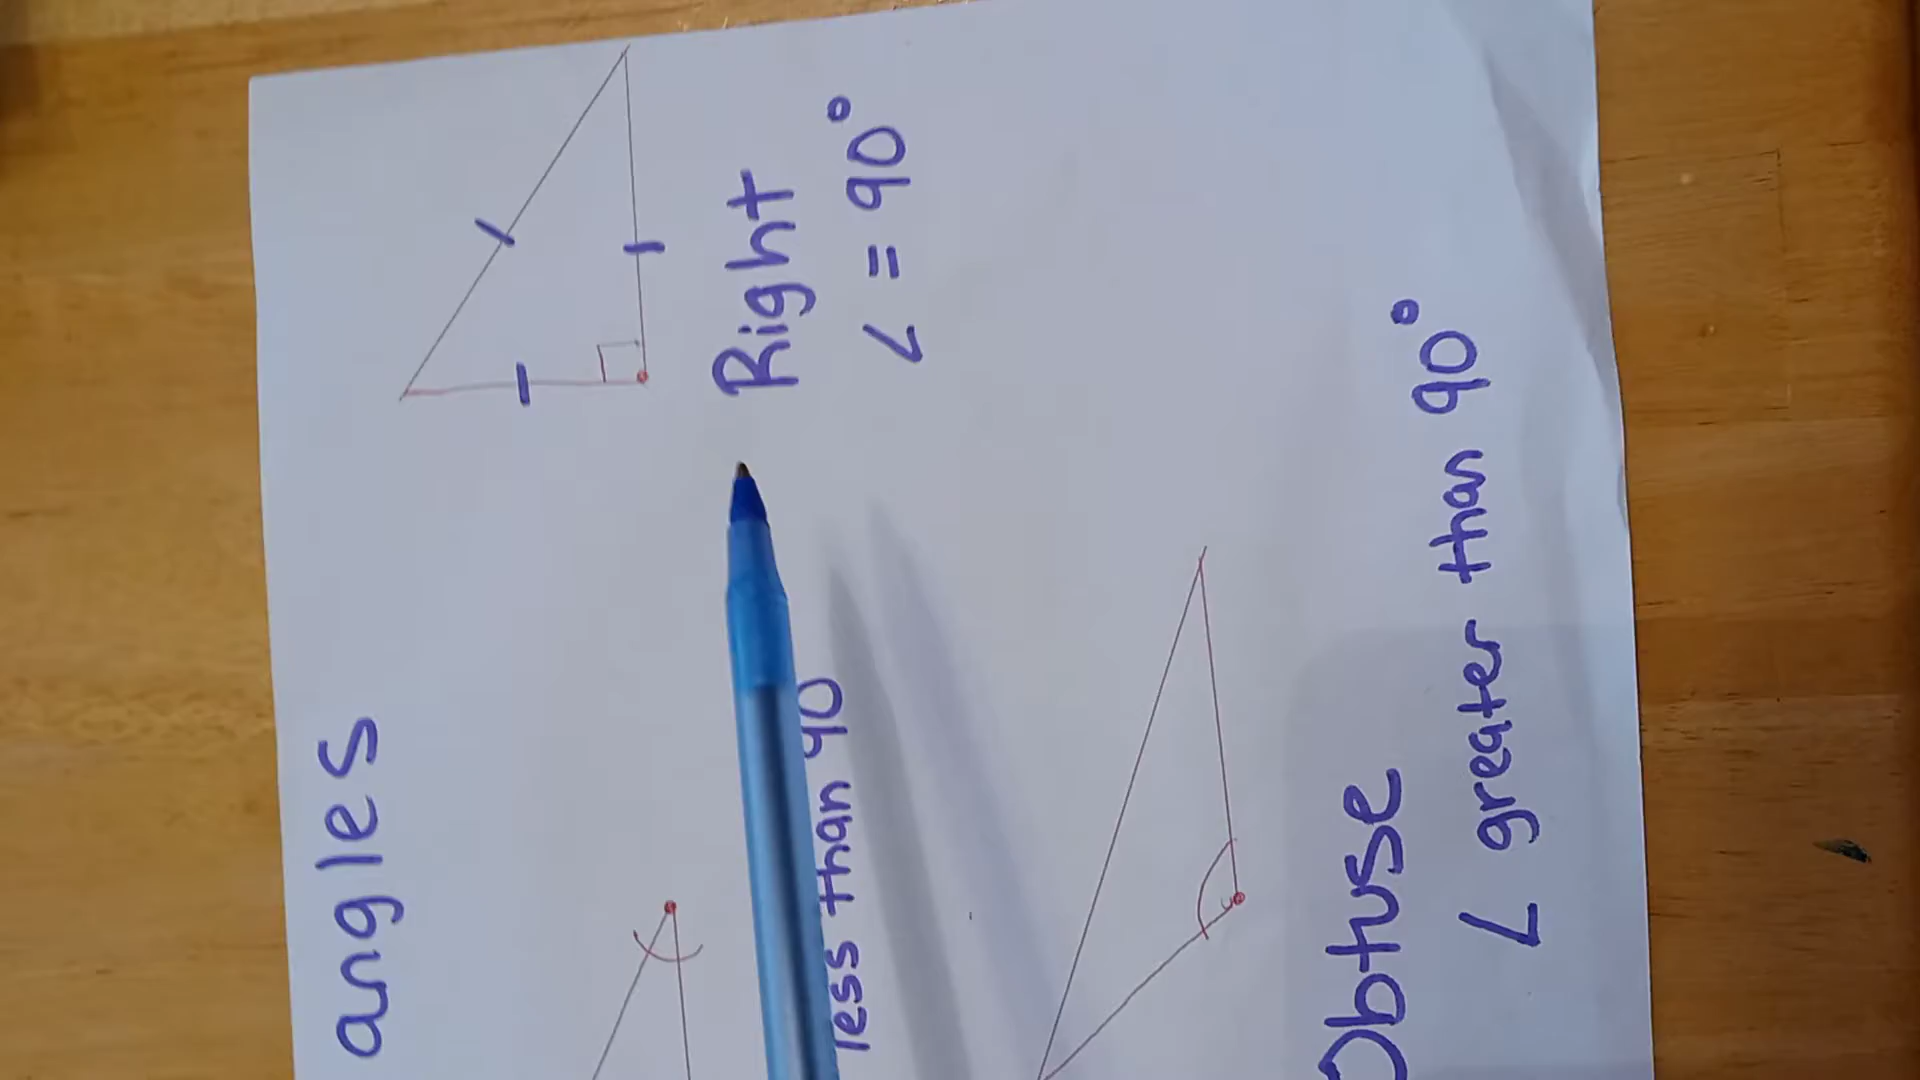 angles
Right
∠ = 90°
less than 90
Obtuse
∠ greater than 90°